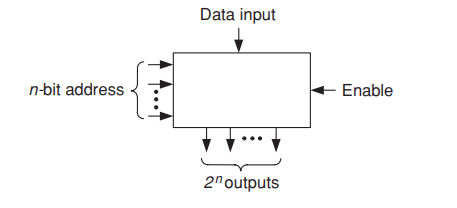 Data input
n-bit address
Enable
2ⁿ outputs